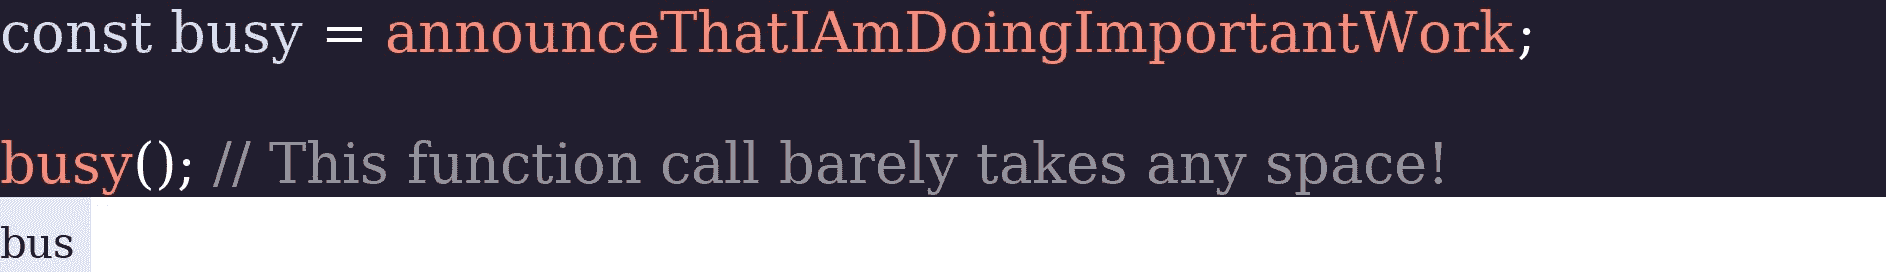 const busy = announceThatIAmDoingImportantWork;
busy(); // This function call barely takes any space!
bus